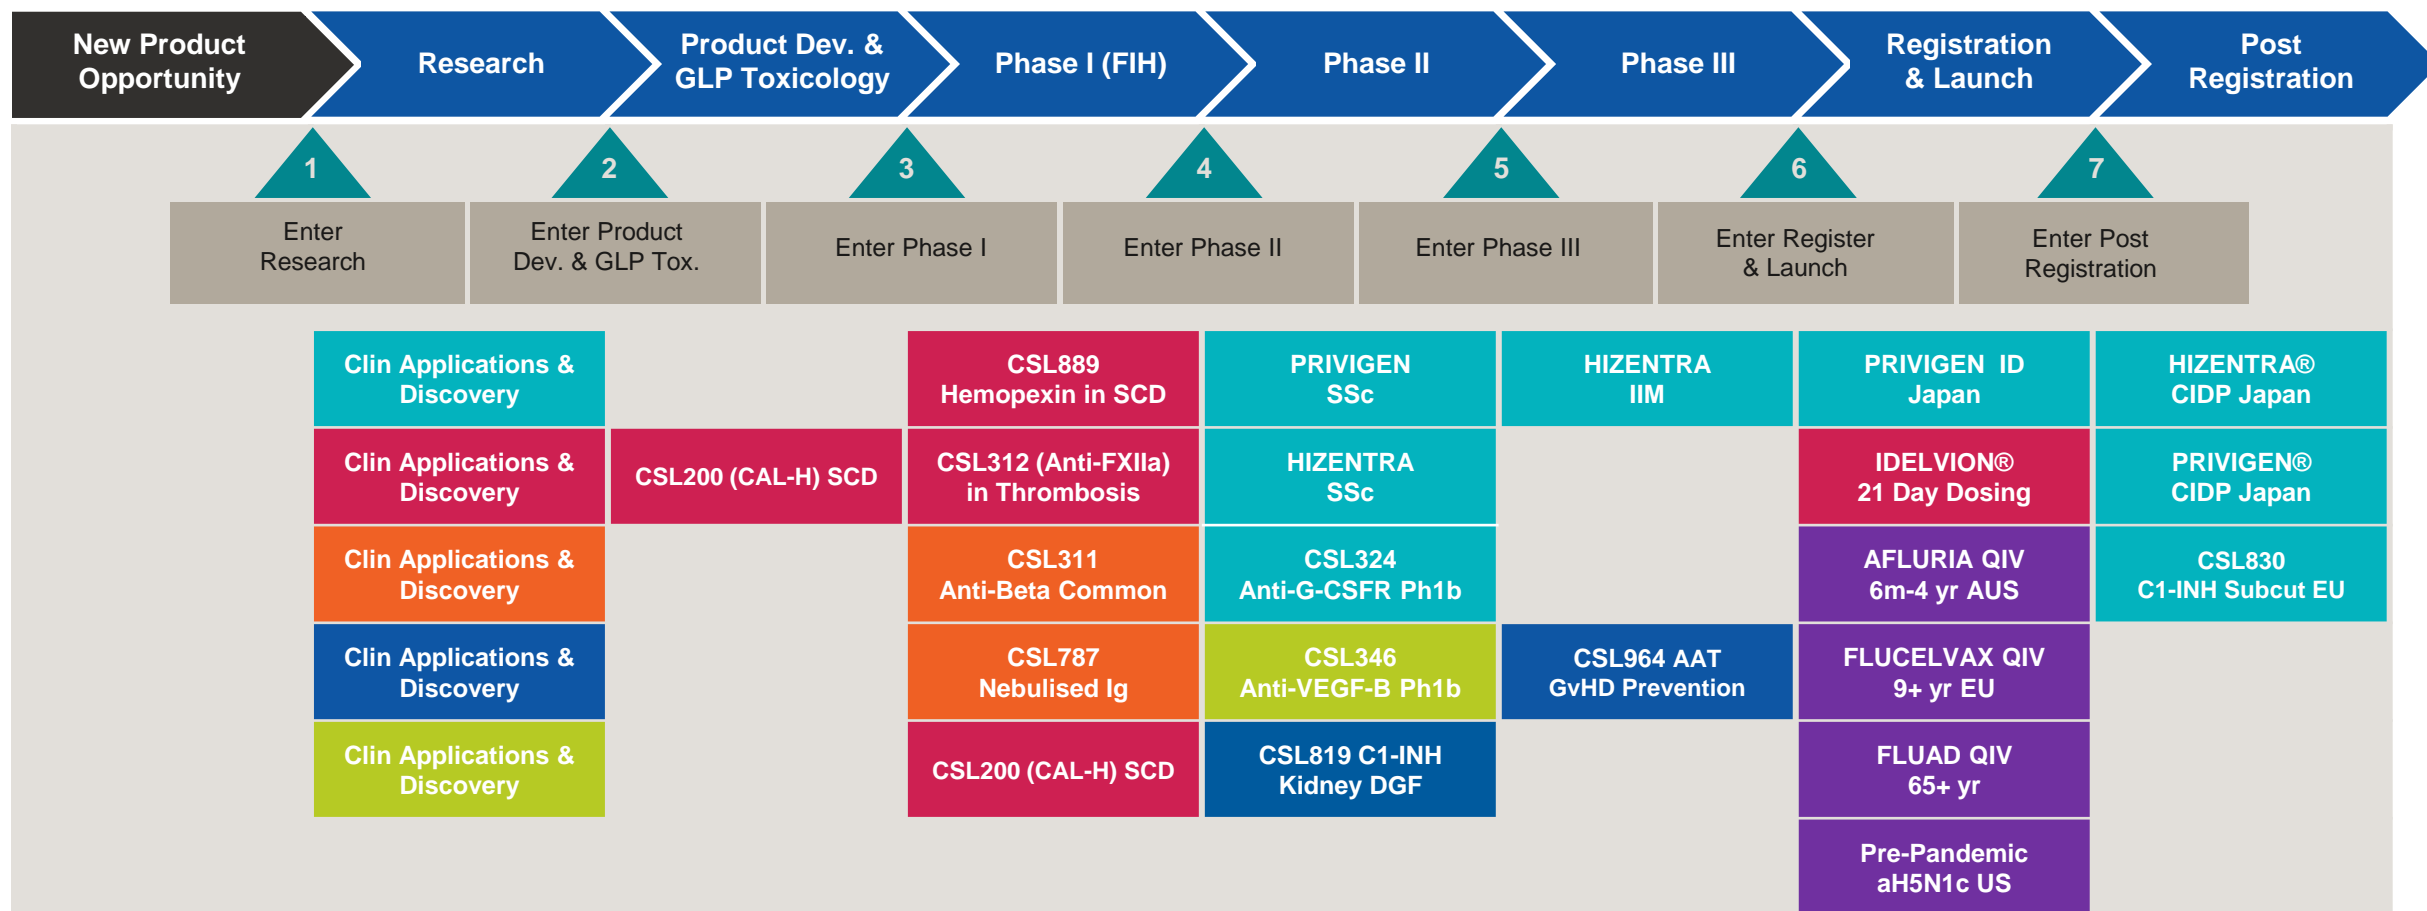 New Product
Opportunity
Research
Product Dev. &
GLP Toxicology
Phase I (FIH)
Phase II
Phase III
Registration
& Launch
Post
Registration
1
2
3
4
5
6
7
Enter
Research
Enter Product
Dev. & GLP Tox.
Enter Phase I
Enter Phase II
Enter Phase III
Enter Register
& Launch
Enter Post
Registration
Clin Applications &
Discovery
CSL889
Hemopexin in SCD
PRIVIGEN
SSc
HIZENTRA
IIM
PRIVIGEN ID
Japan
HIZENTRA®
CIDP Japan
Clin Applications &
Discovery
CSL200 (CAL-H) SCD
CSL312 (Anti-FXIIa)
in Thrombosis
HIZENTRA
SSc
IDELVION®
21 Day Dosing
PRIVIGEN®
CIDP Japan
Clin Applications &
Discovery
CSL311
Anti-Beta Common
CSL324
Anti-G-CSFR Ph1b
AFLURIA QIV
6m-4 yr AUS
CSL830
C1-INH Subcut EU
Clin Applications &
Discovery
CSL787
Nebulised Ig
CSL346
Anti-VEGF-B Ph1b
CSL964 AAT
GvHD Prevention
FLUCELVAX QIV
9+ yr EU
Clin Applications &
Discovery
CSL200 (CAL-H) SCD
CSL819 C1-INH
Kidney DGF
FLUAD QIV
65+ yr
Pre-Pandemic
aH5N1c US